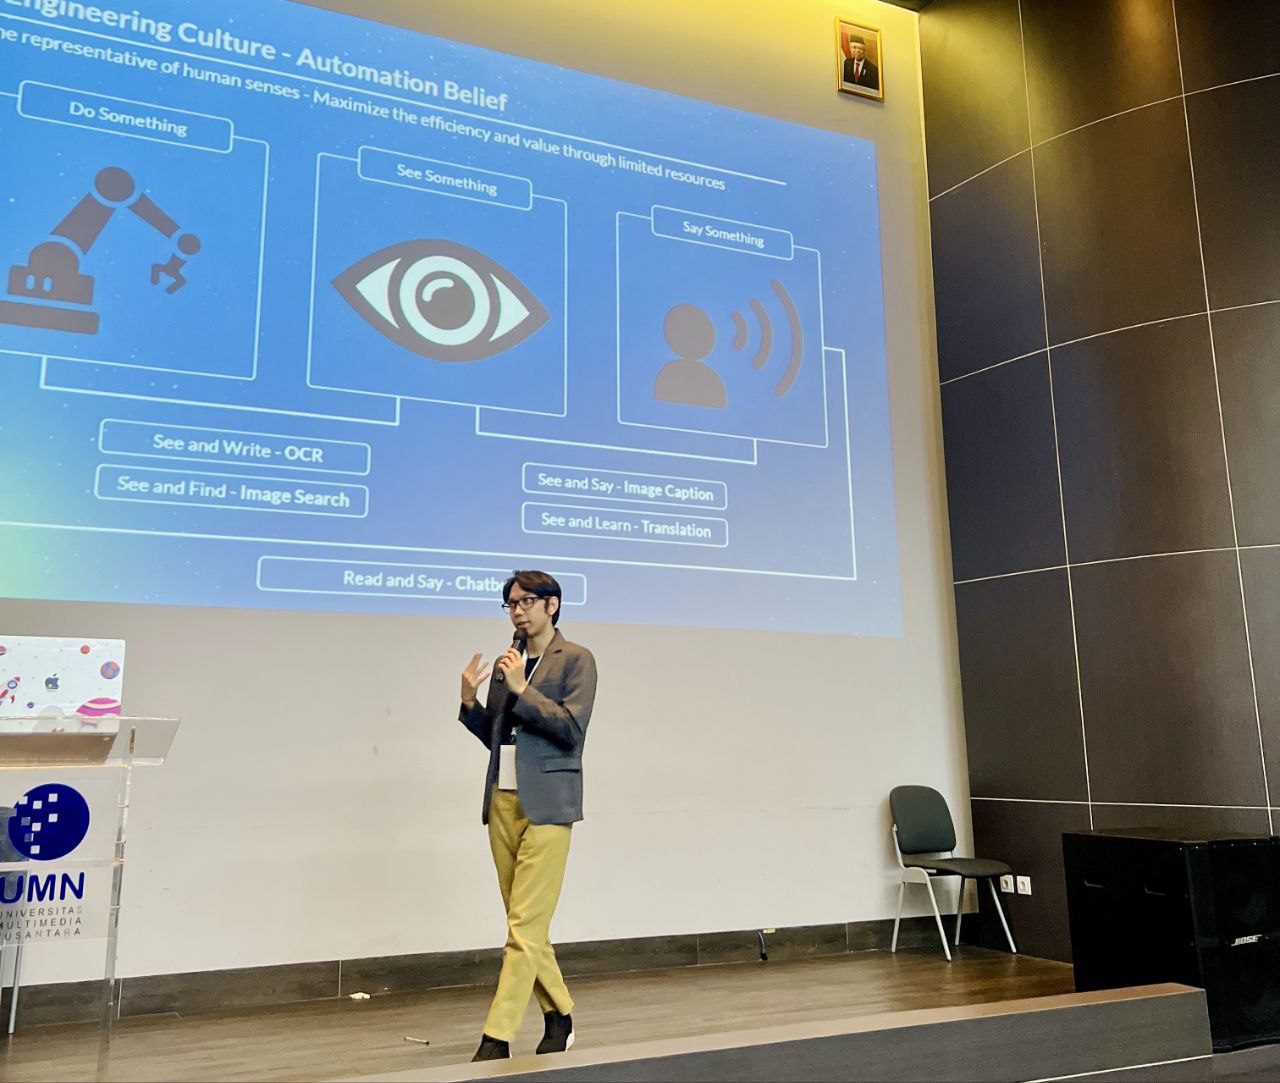 Engineering Culture - Automation Belief
representative of human senses - Maximize the efficiency and value through limited resources
Do Something
See Something
Say Something
See and Write - OCR
See and Find - Image Search
See and Say - Image Caption
See and Learn - Translation
Read and Say - Chatb
UMN
UNIVERSITAS
MULTIMEDIA
NUSANTARA
BOSE